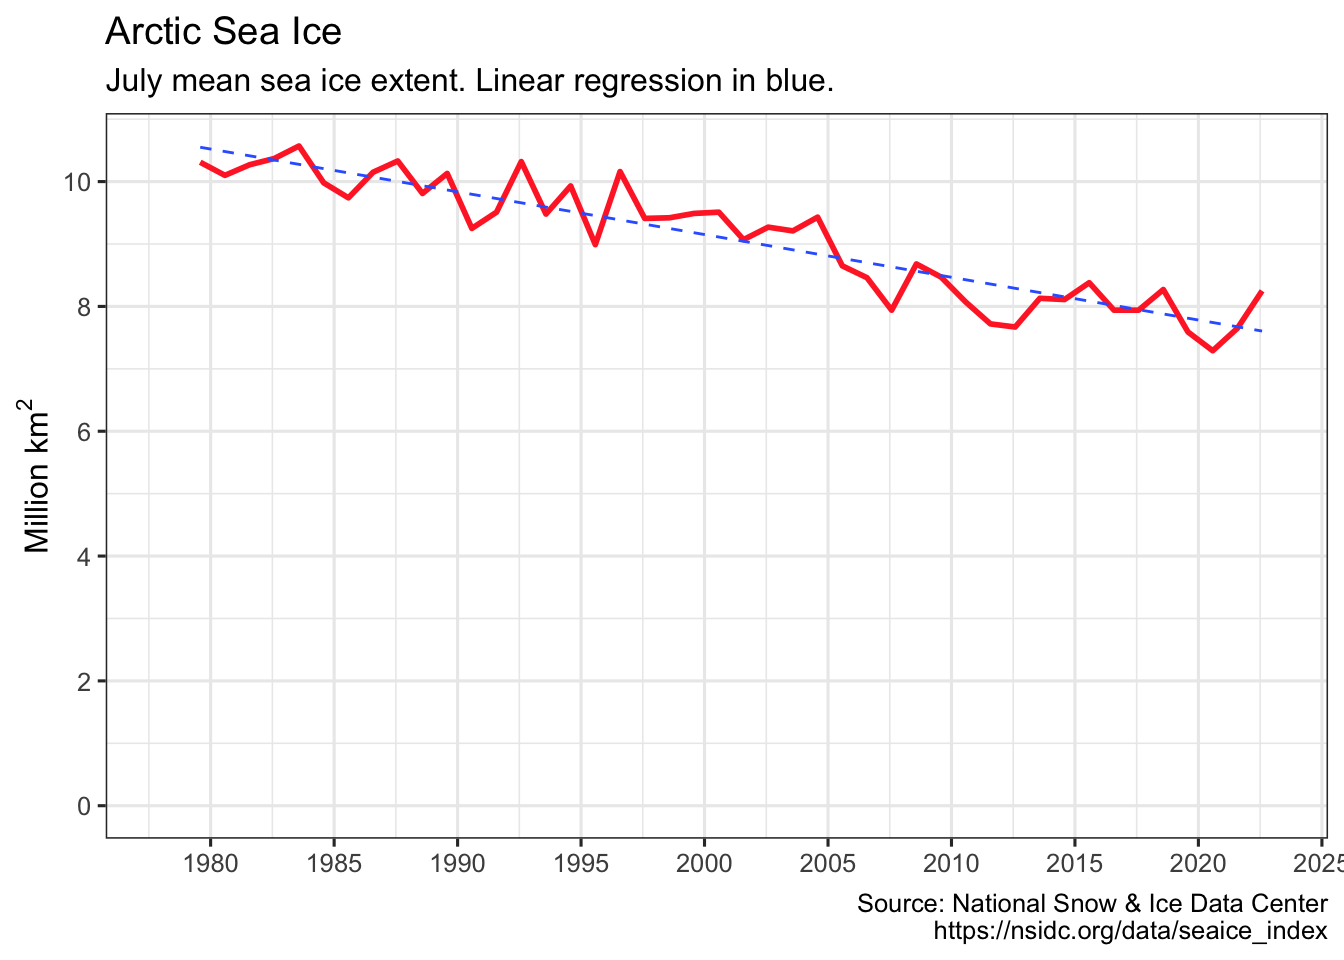 Arctic Sea Ice
July mean sea ice extent. Linear regression in blue.
Million km²
10
8
6
4
2
0
1980 1985 1990 1995 2000 2005 2010 2015 2020 2025
Source: National Snow & Ice Data Center
https://nsidc.org/data/seaice_index